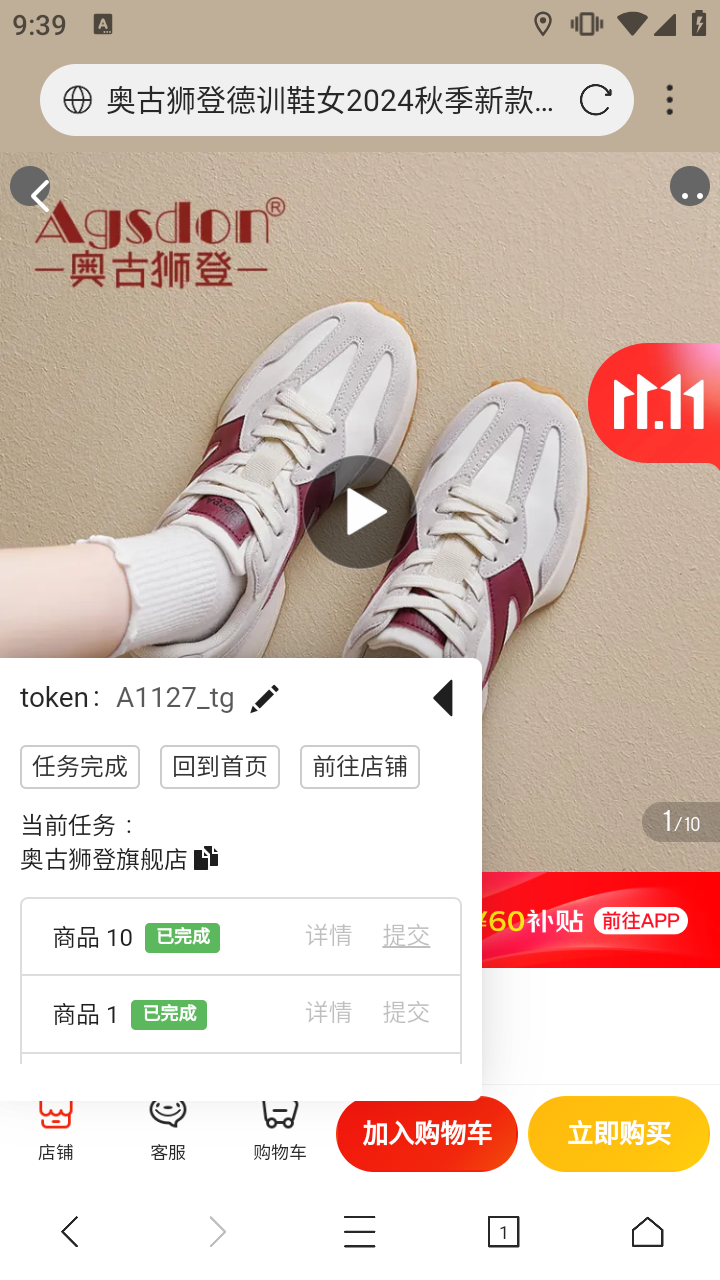 9:39
A
奥古狮登德训鞋女2024秋季新款...
Agsdon®
奥古狮登
11.11
token： A1127_tg
任务完成 回到首页 前往店铺
1/10
当前任务：
奥古狮登旗舰店
¥60补贴 前往APP
商品 10 已完成 详情 提交
商品 1 已完成 详情 提交
店铺 客服 购物车 加入购物车 立即购买
1